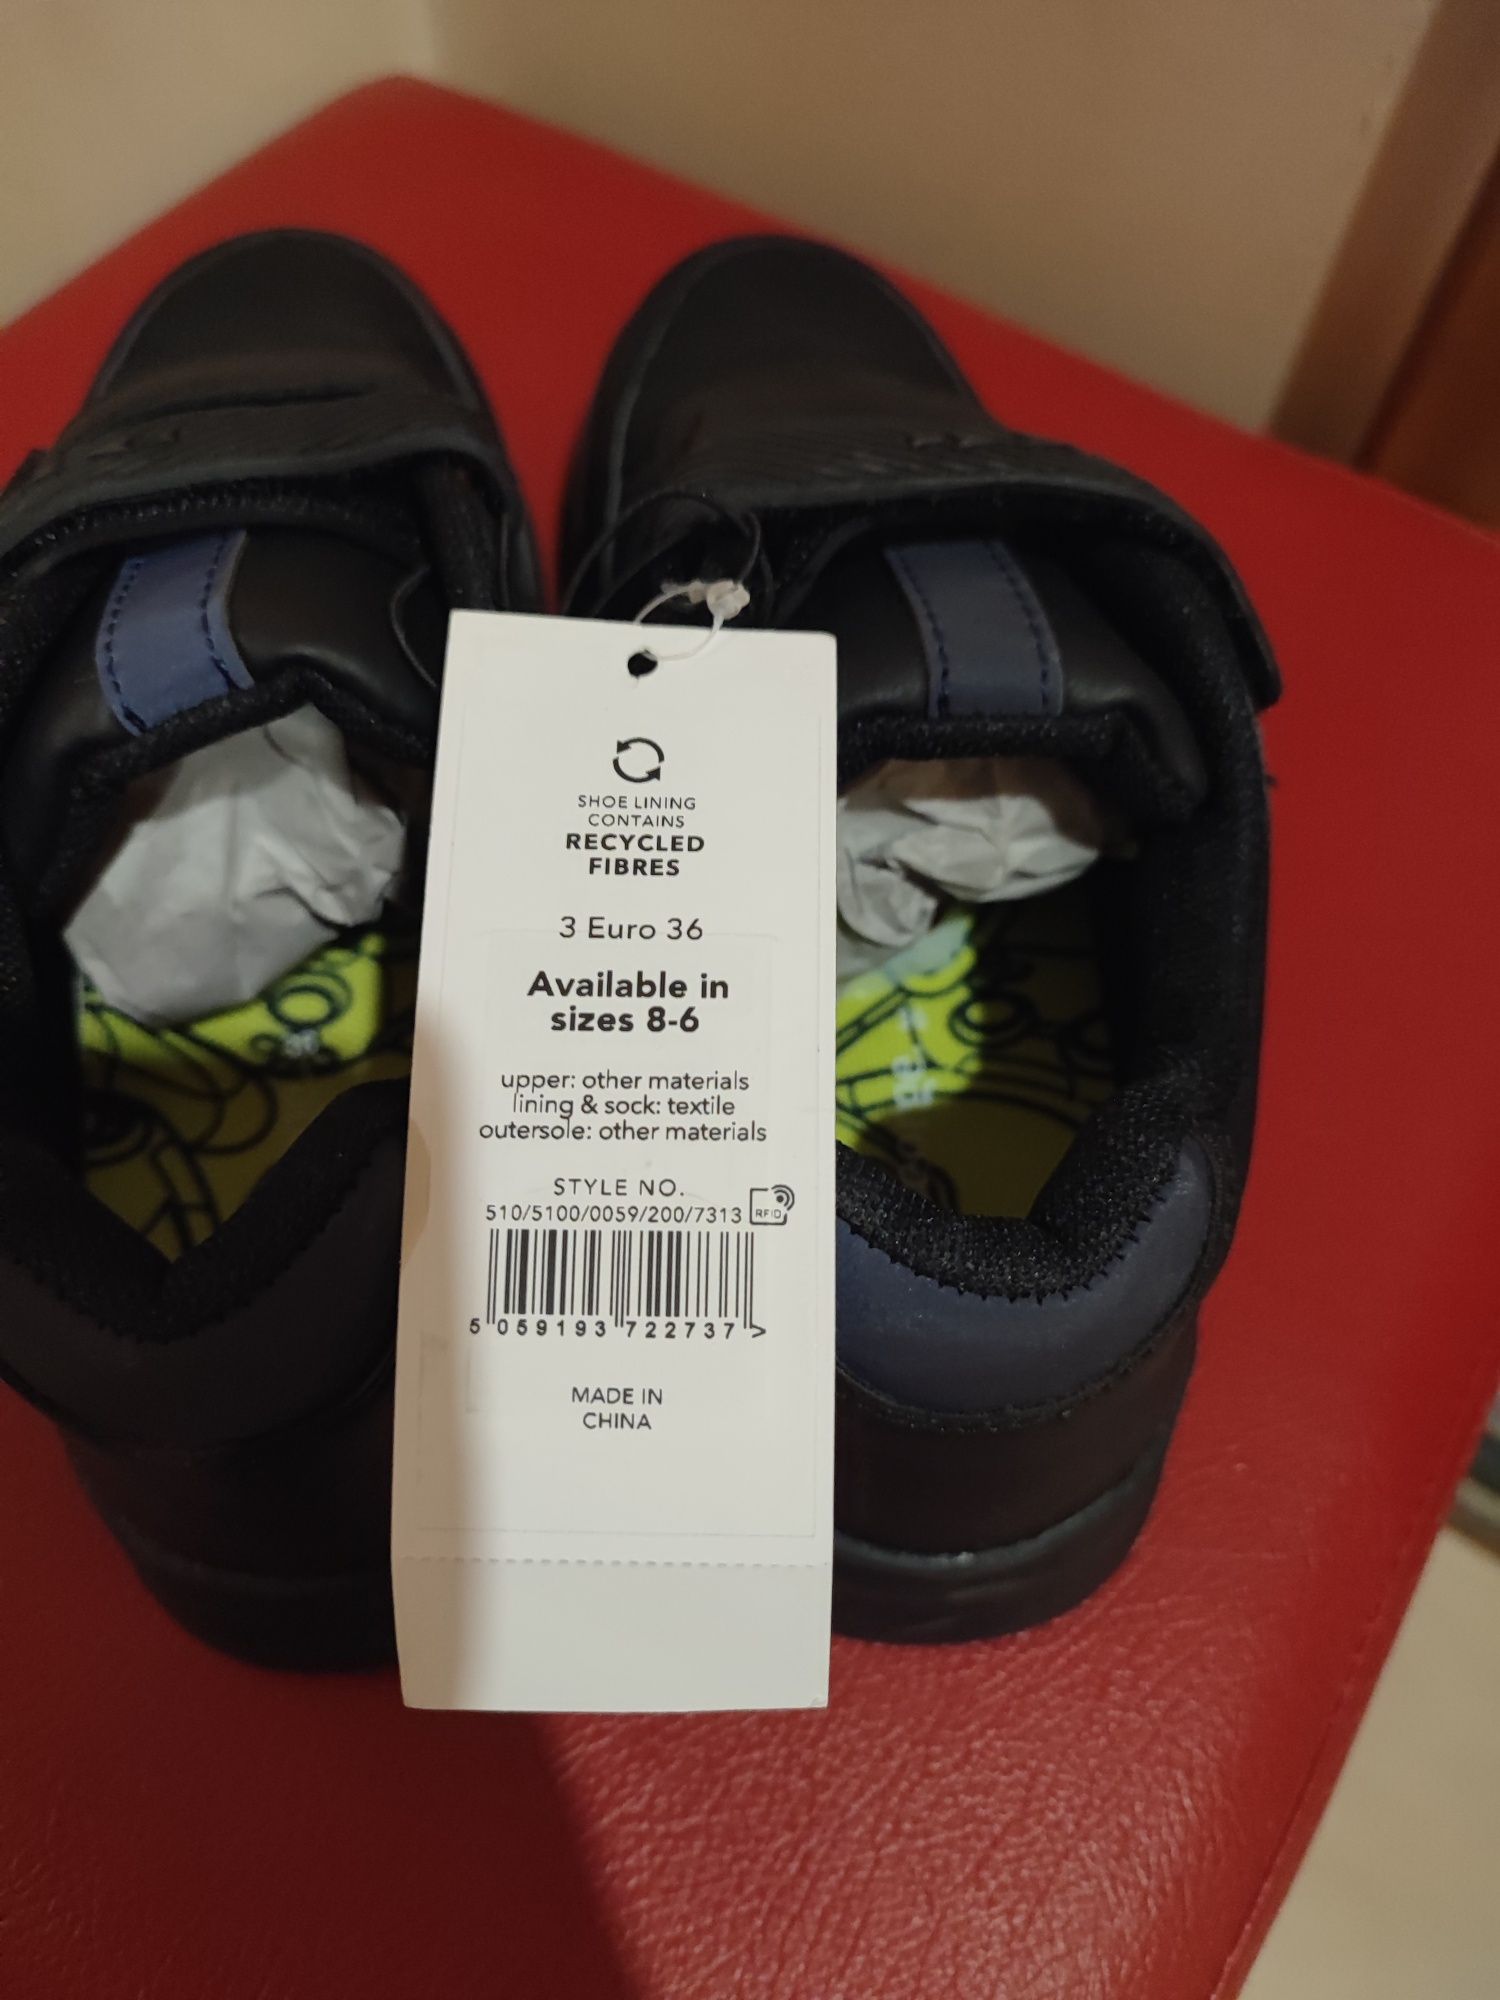 SHOE LINING
CONTAINS
RECYCLED
FIBRES
3 Euro 36
Available in
sizes 8-6
upper: other materials
lining & sock: textile
outersole: other materials
STYLE NO.
510/5100/0059/200/7313
RFID
5 059193 722737 >
MADE IN
CHINA